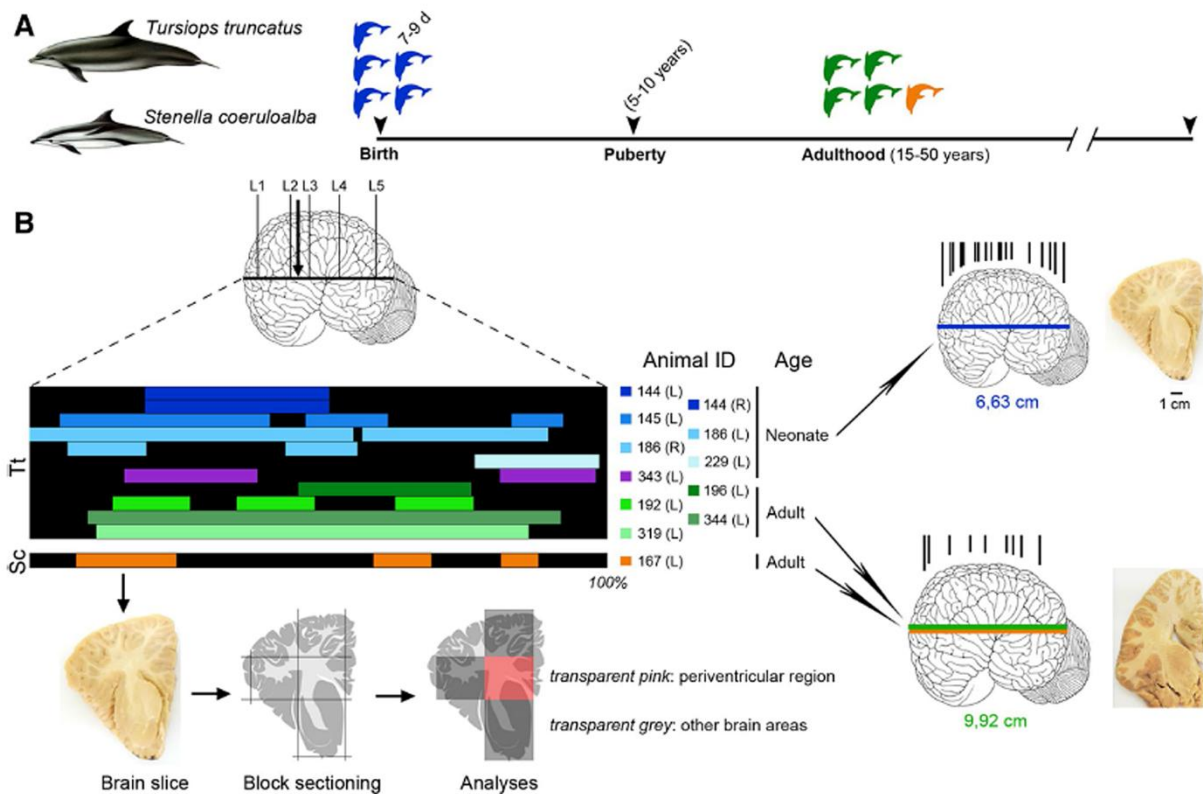 A
Tursiops truncatus
Stenella coeruloalba
7-9 d
(5-10 years)
Birth
Puberty
Adulthood (15-50 years)
B
L1 L2 L3 L4 L5
Animal ID Age
144 (L)
144 (R)
145 (L)
186 (L)
186 (R)
229 (L)
343 (L)
196 (L)
192 (L)
344 (L)
319 (L)
167 (L)
Neonate
Adult
Adult
Tt
Sc
100%
6,63 cm
1 cm
9,92 cm
transparent pink: periventricular region
transparent grey: other brain areas
Brain slice
Block sectioning
Analyses